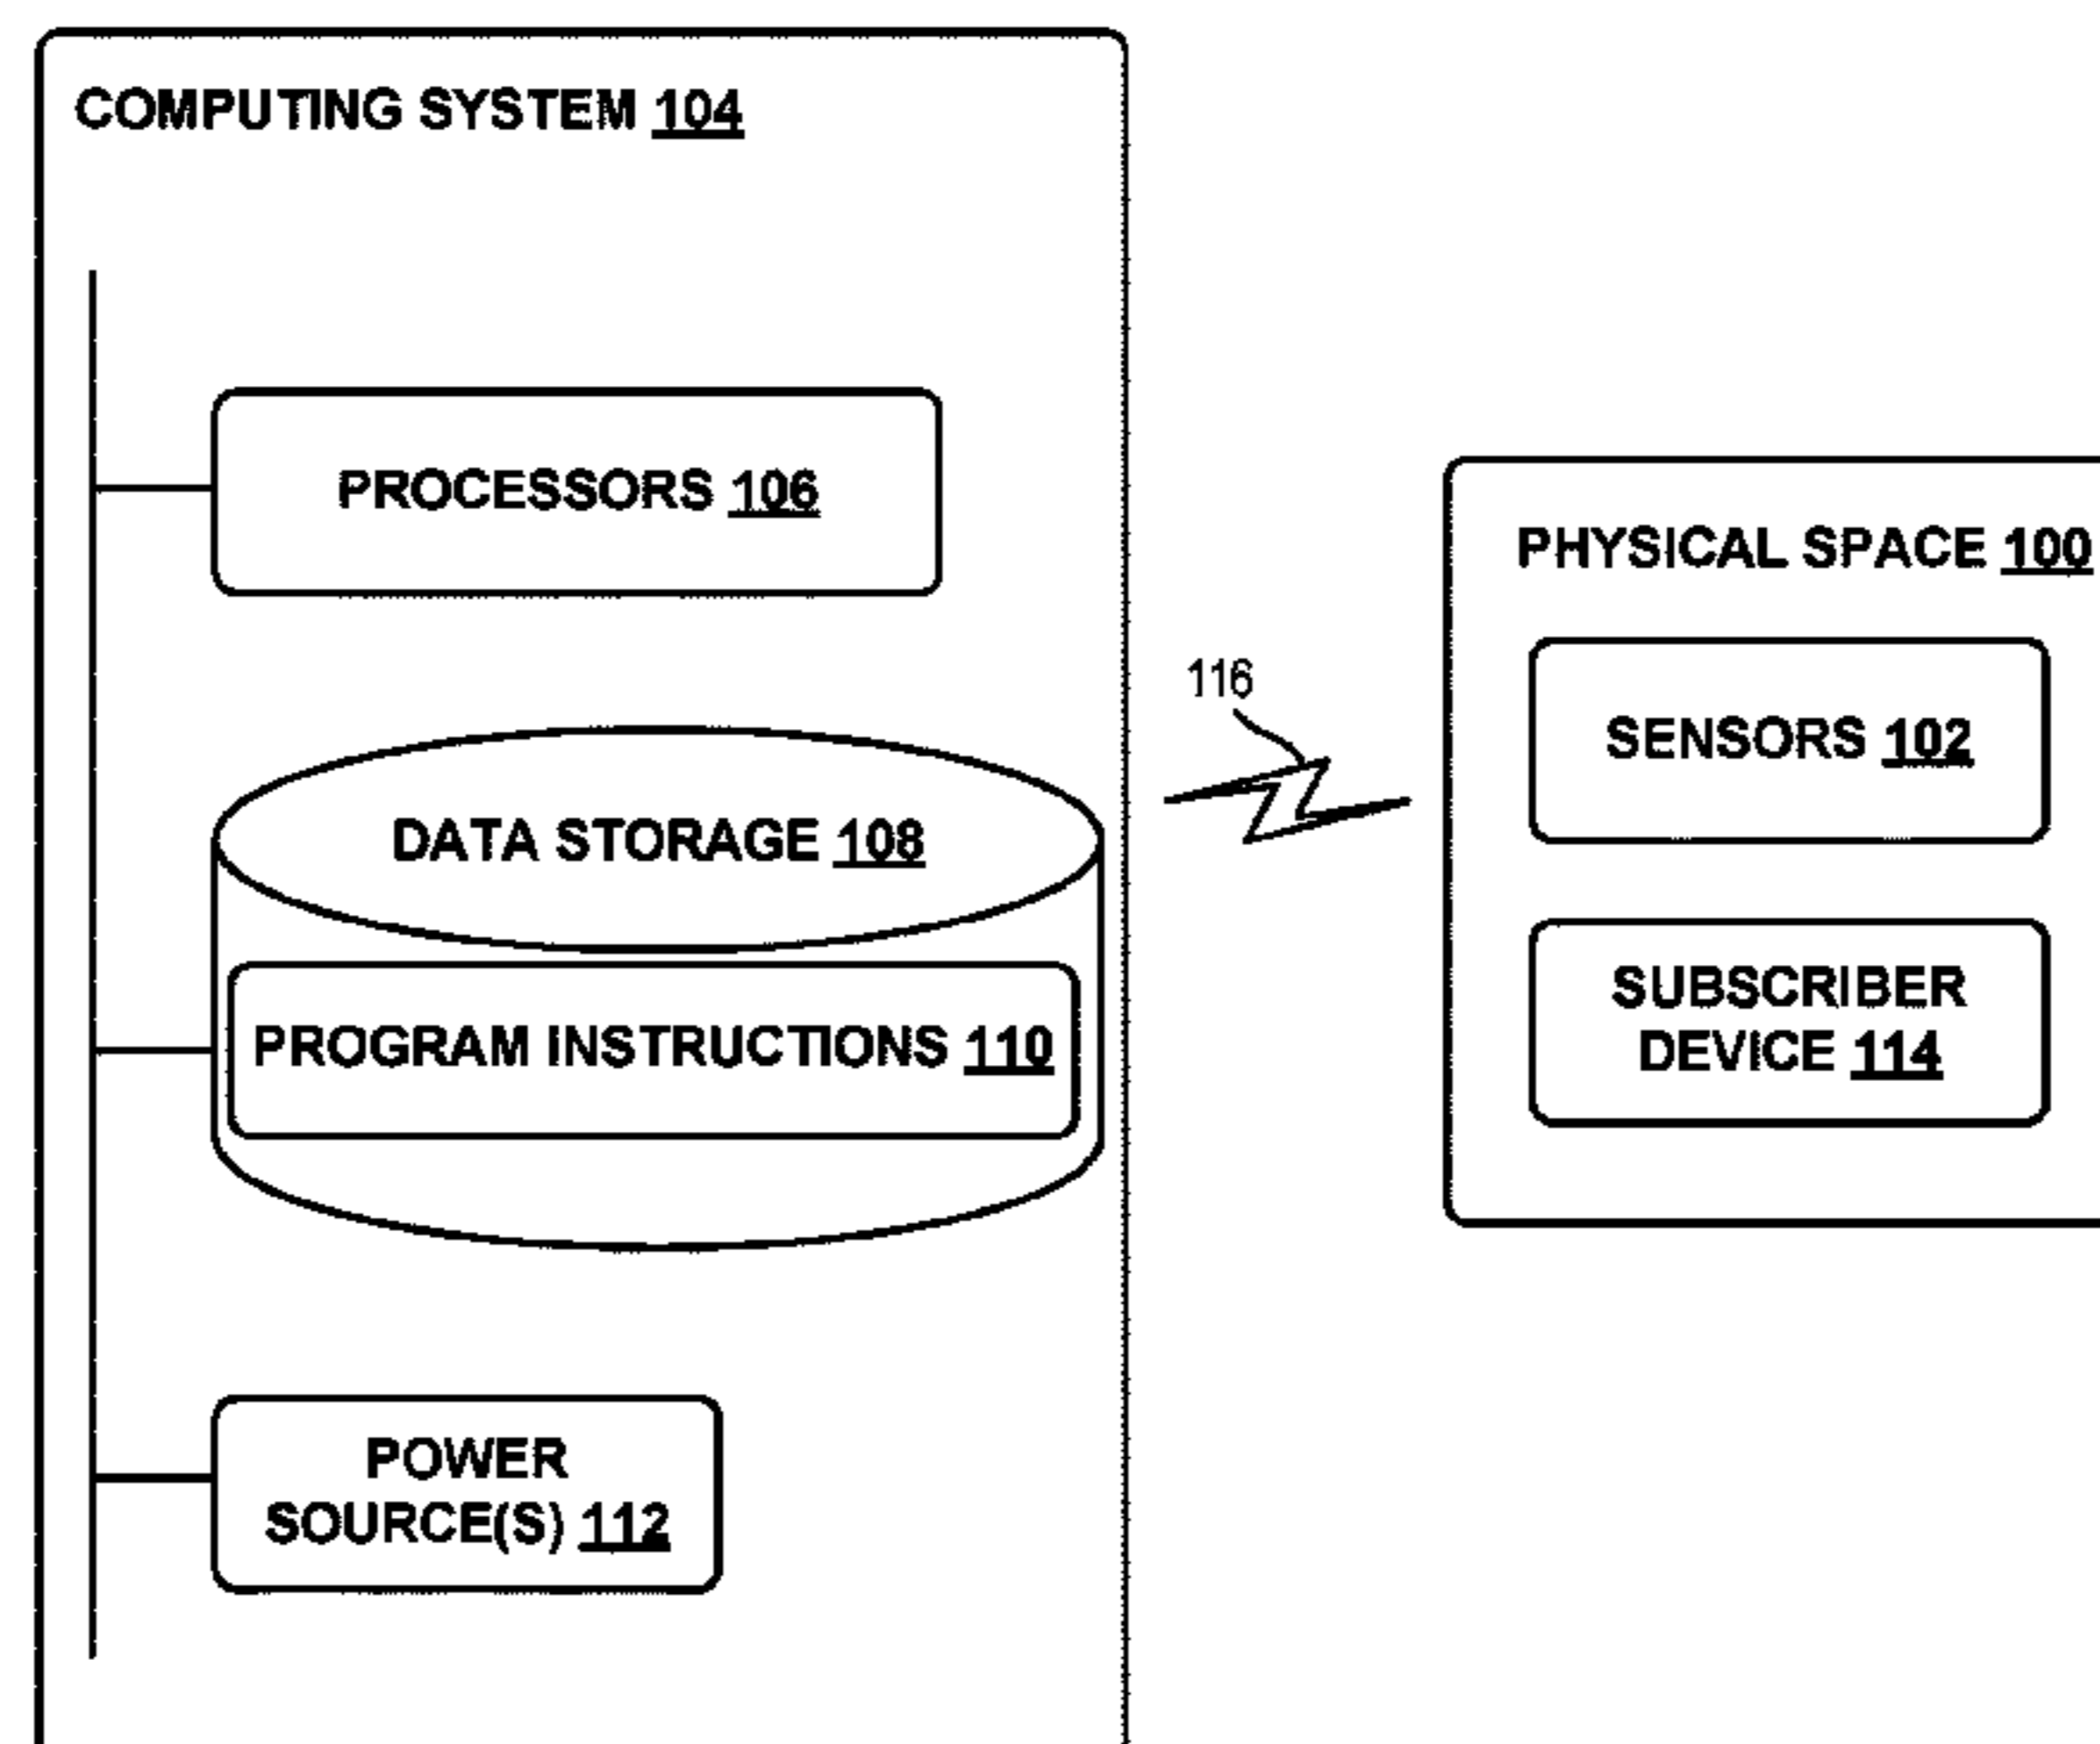 COMPUTING SYSTEM 104
PROCESSORS 106
DATA STORAGE 108
PROGRAM INSTRUCTIONS 110
POWER
SOURCE(S) 112
116
PHYSICAL SPACE 100
SENSORS 102
SUBSCRIBER
DEVICE 114